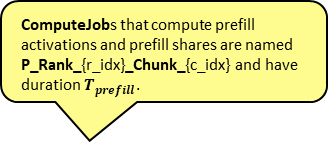 ComputeJobs that compute prefill
activations and prefill shares are named
P_Rank_{r_idx}_Chunk_{c_idx} and have
duration T_prefill.